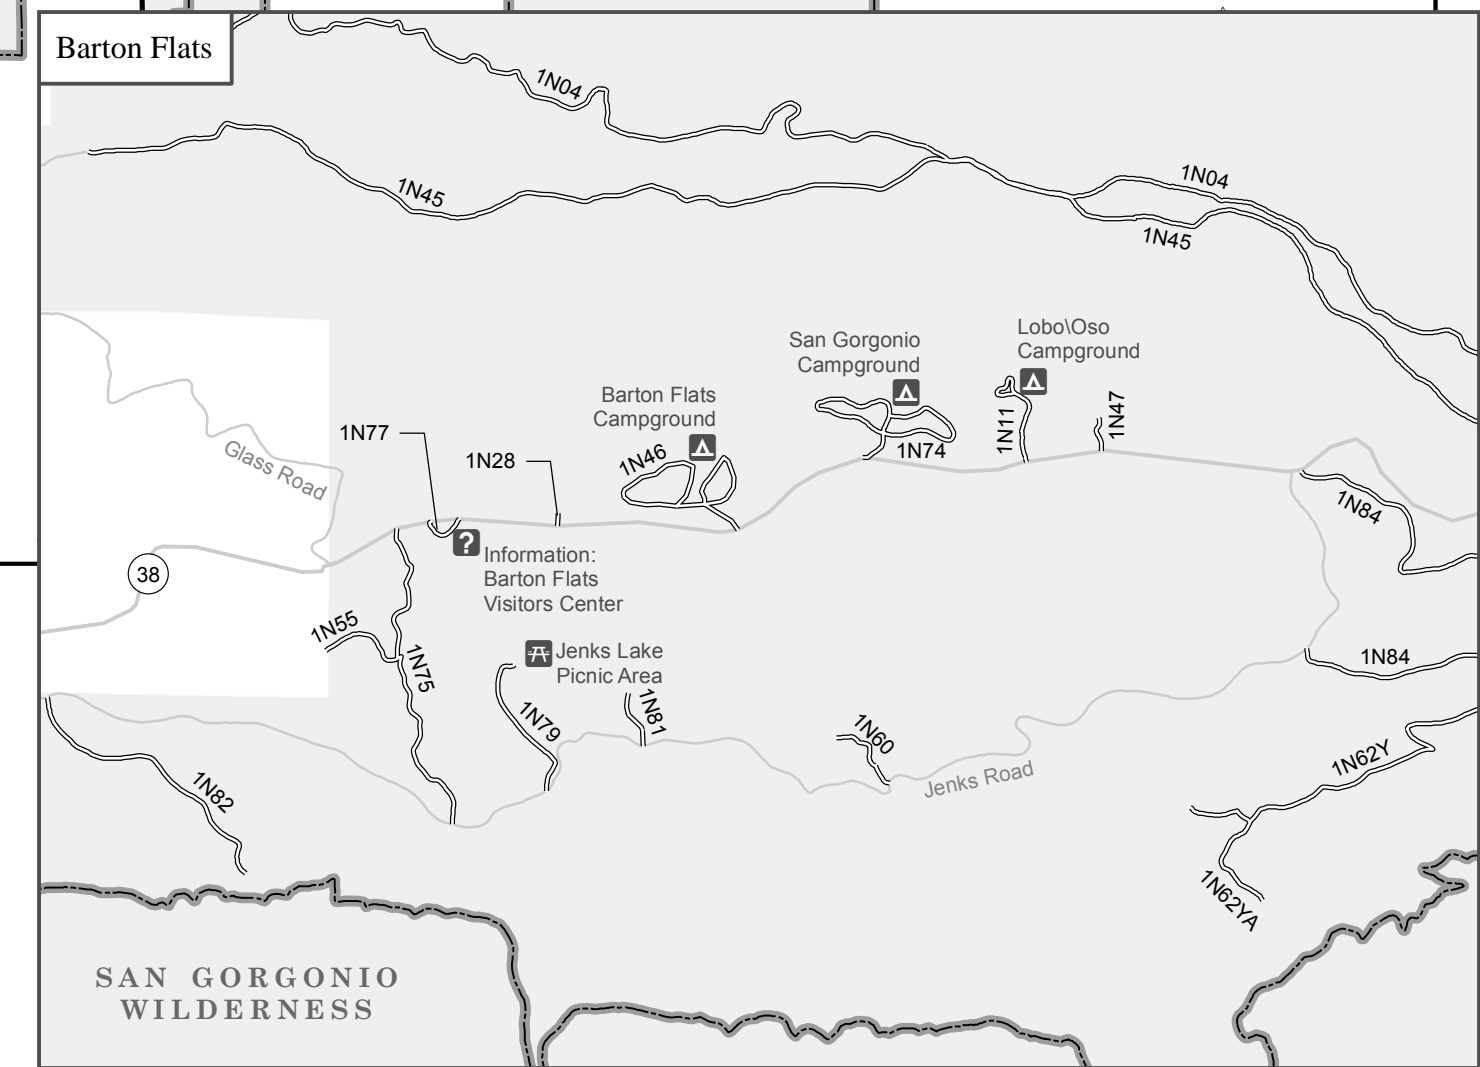 Barton Flats
1N04
1N45
1N04
1N45
Lobo\Oso
Campground
San Gorgonio
Campground
Barton Flats
Campground
1N77
1N28
1N46
1N74
1N11
1N47
Glass Road
1N84
38
Information:
Barton Flats
Visitors Center
1N55
1N75
Jenks Lake
Picnic Area
1N84
1N79
1N81
1N60
1N62Y
Jenks Road
1N82
1N62YA
SAN GORGONIO
WILDERNESS